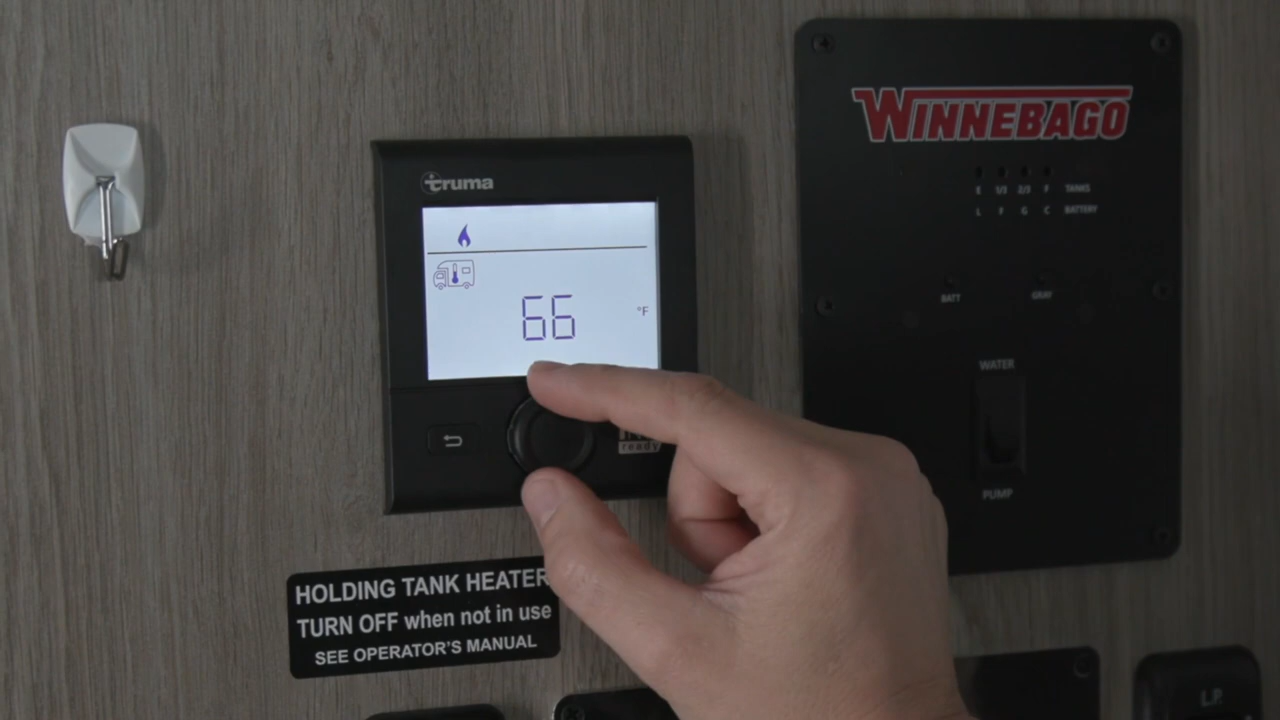 truma
66
°F
ready
HOLDING TANK HEATER
TURN OFF when not in use
SEE OPERATOR'S MANUAL
WINNEBAGO
E 1/3 2/3 F TANKS
L F G C BATTERY
BATT GRAY
WATER
PUMP
L.P.